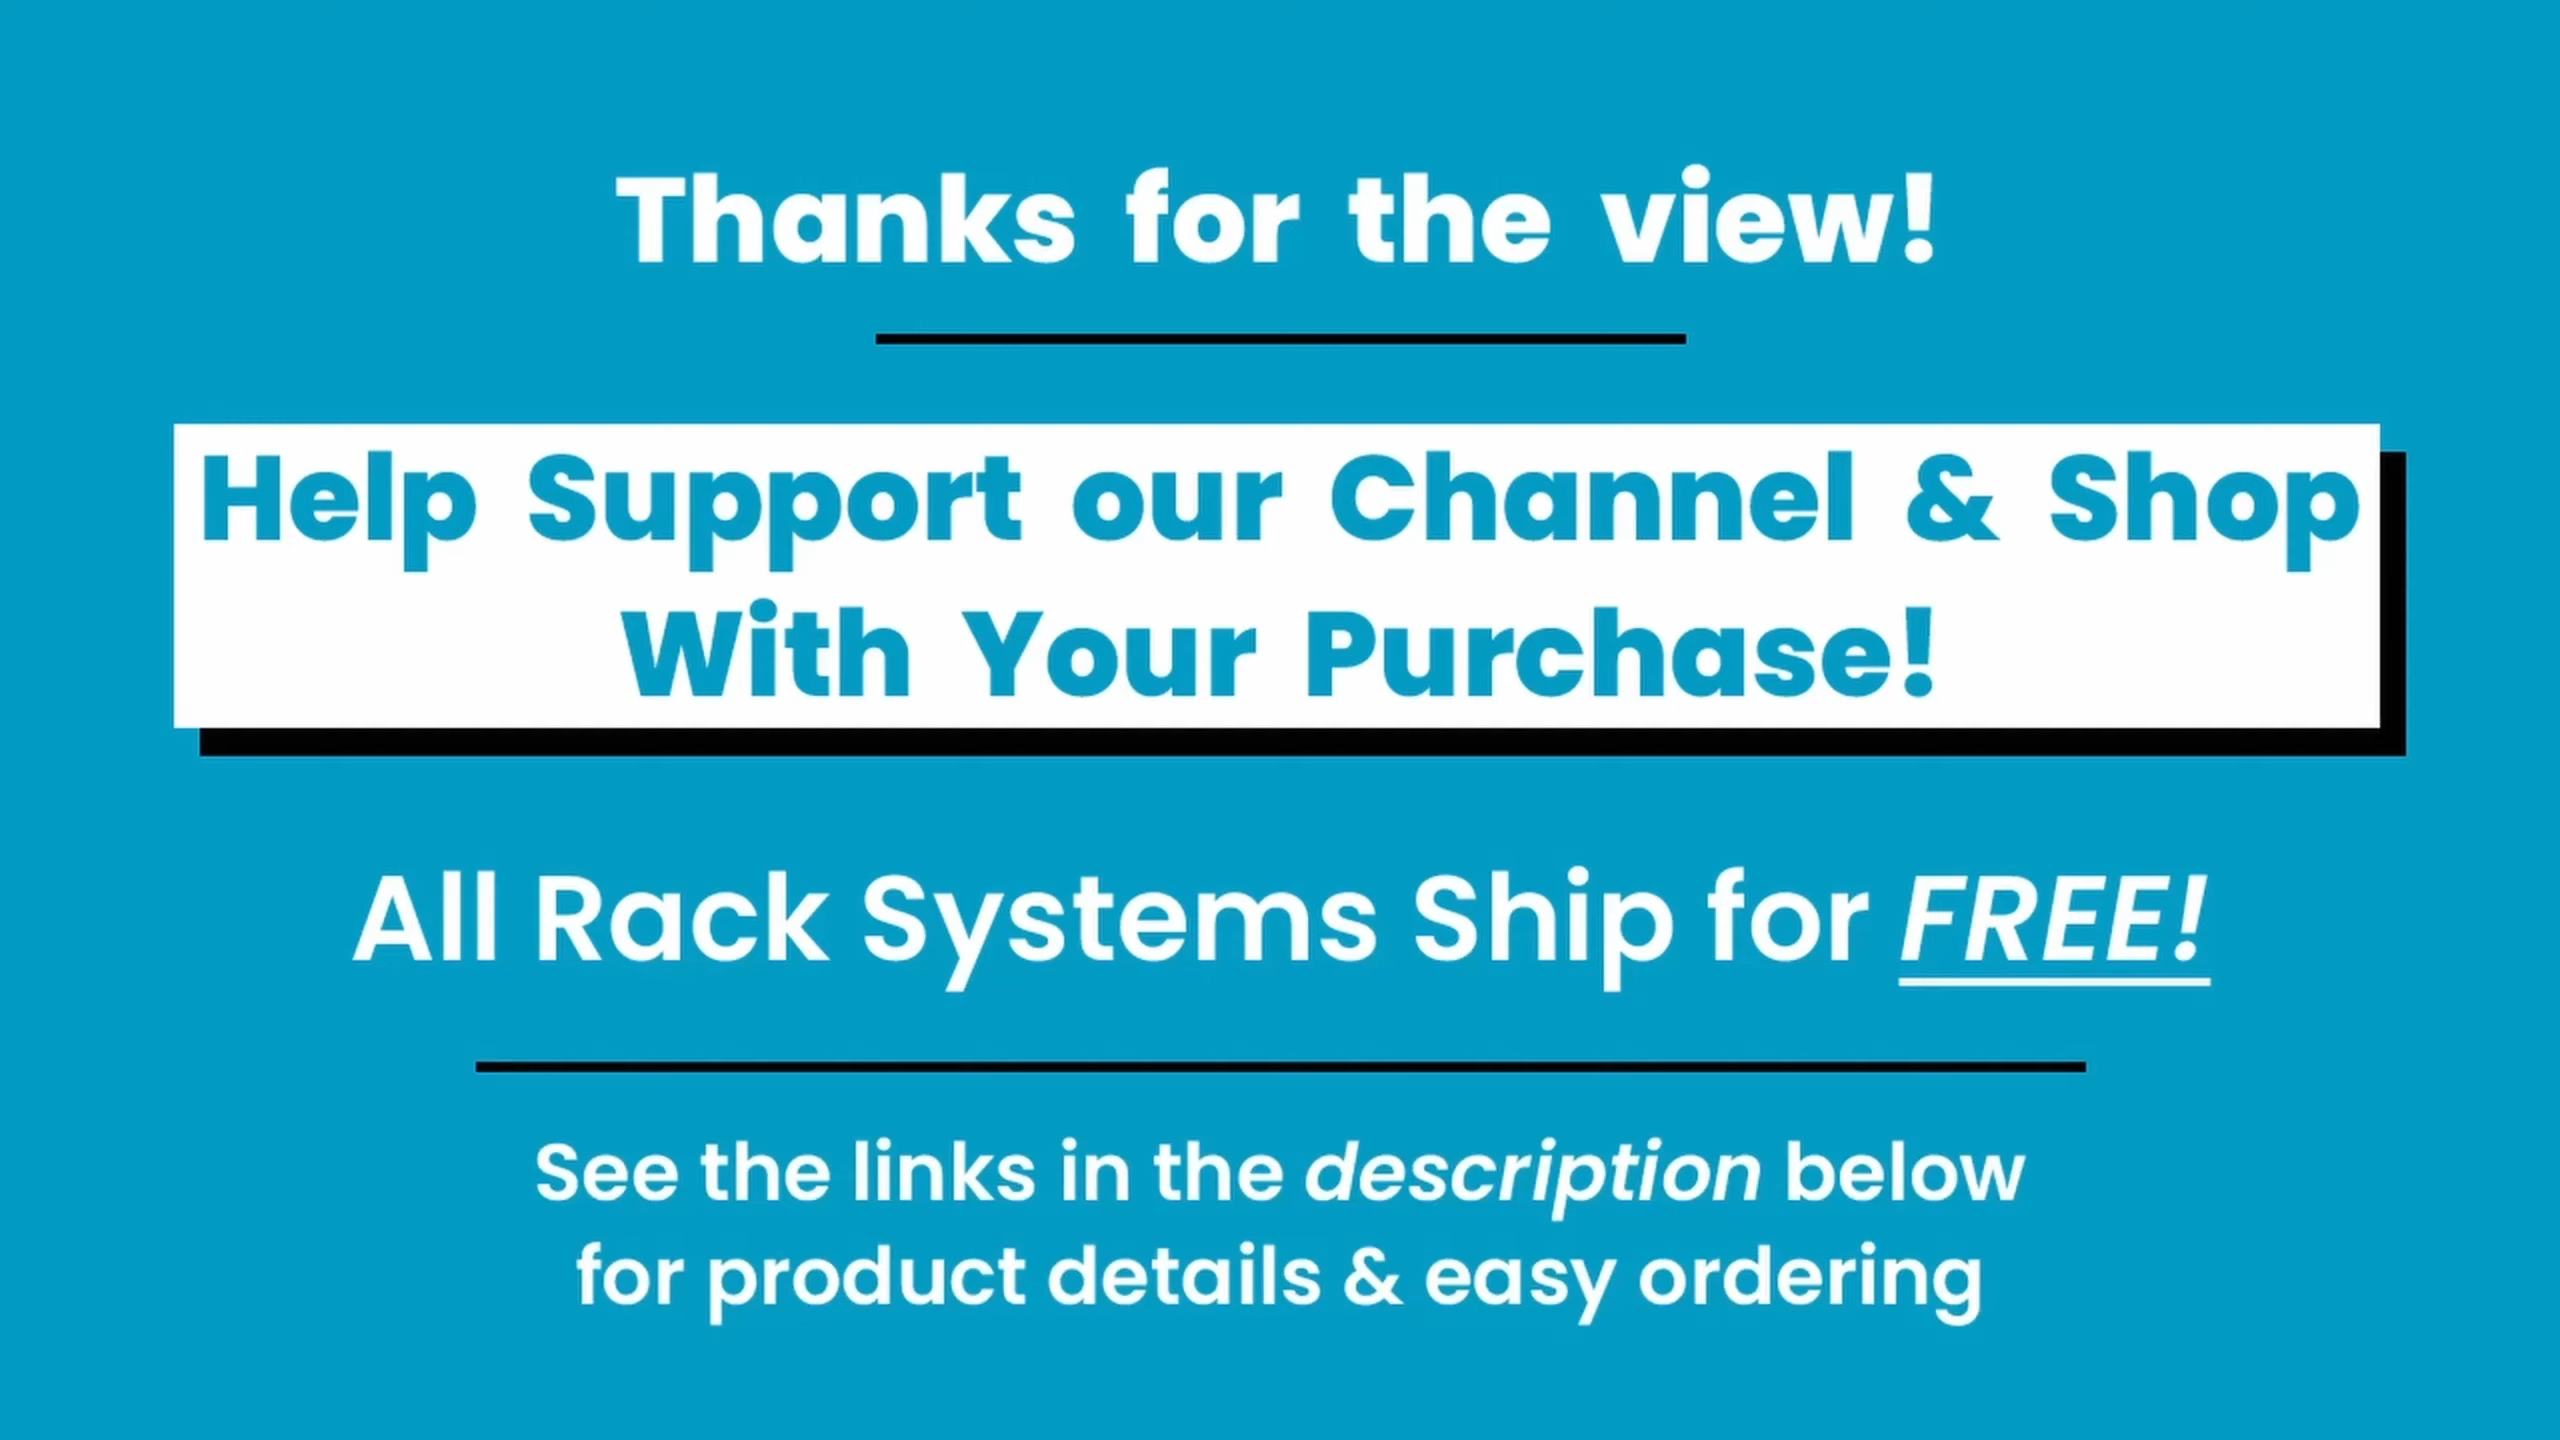 Thanks for the view!
Help Support our Channel & Shop
With Your Purchase!
All Rack Systems Ship for FREE!
See the links in the description below
for product details & easy ordering